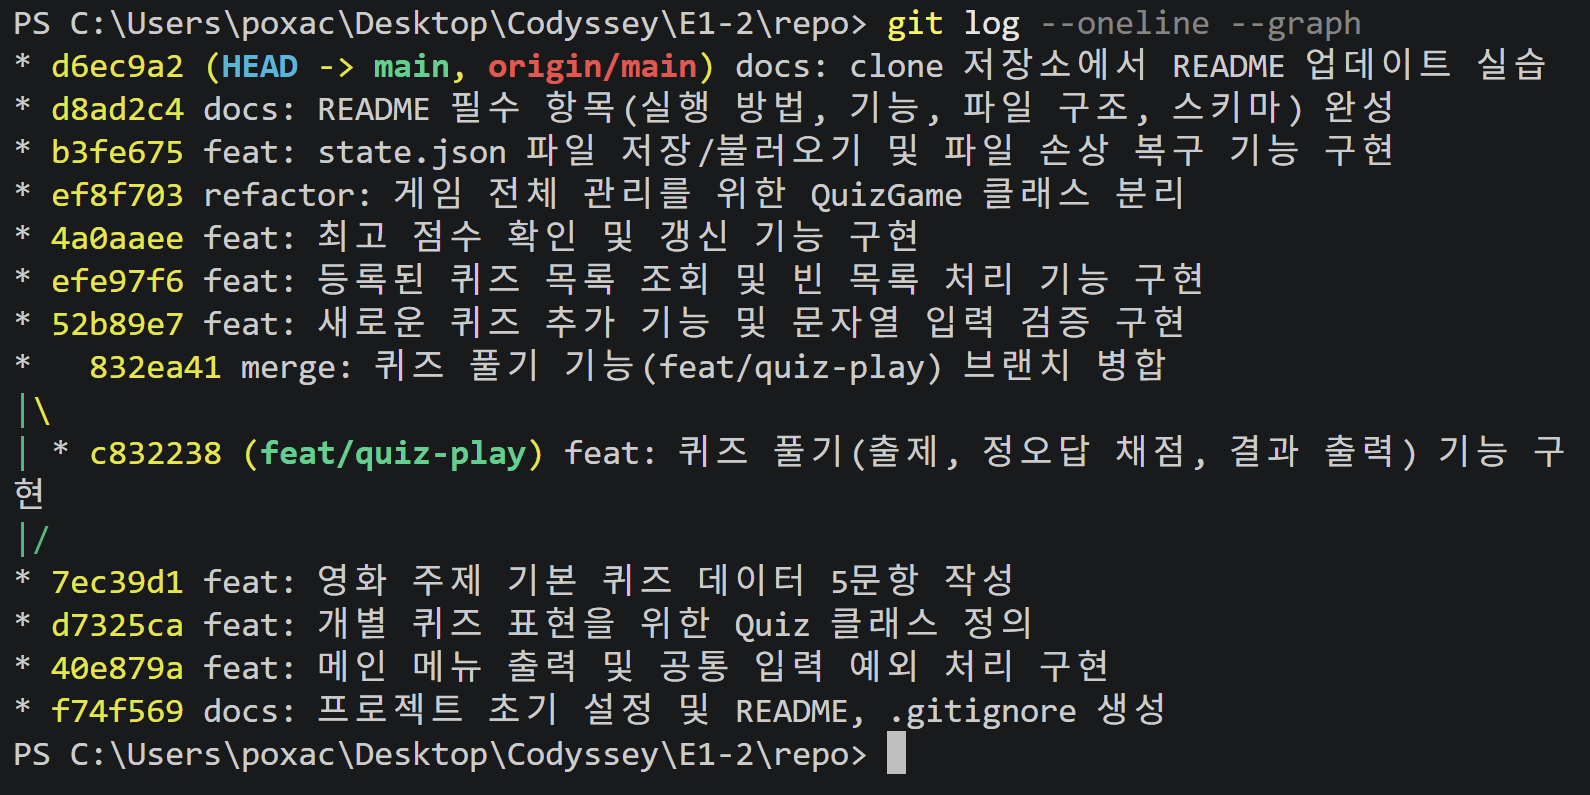 PS C:\Users\poxac\Desktop\Codyssey\E1-2\repo> git log --oneline --graph
* d6ec9a2 (HEAD -> main, origin/main) docs: clone 저장소에서 README 업데이트 실습
* d8ad2c4 docs: README 필수 항목(실행 방법, 기능, 파일 구조, 스키마) 완성
* b3fe675 feat: state.json 파일 저장/불러오기 및 파일 손상 복구 기능 구현
* ef8f703 refactor: 게임 전체 관리를 위한 QuizGame 클래스 분리
* 4a0aaee feat: 최고 점수 확인 및 갱신 기능 구현
* efe97f6 feat: 등록된 퀴즈 목록 조회 및 빈 목록 처리 기능 구현
* 52b89e7 feat: 새로운 퀴즈 추가 기능 및 문자열 입력 검증 구현
*   832ea41 merge: 퀴즈 풀기 기능(feat/quiz-play) 브랜치 병합
|\
| * c832238 (feat/quiz-play) feat: 퀴즈 풀기(출제, 정오답 채점, 결과 출력) 기능 구
현
|/
* 7ec39d1 feat: 영화 주제 기본 퀴즈 데이터 5문항 작성
* d7325ca feat: 개별 퀴즈 표현을 위한 Quiz 클래스 정의
* 40e879a feat: 메인 메뉴 출력 및 공통 입력 예외 처리 구현
* f74f569 docs: 프로젝트 초기 설정 및 README, .gitignore 생성
PS C:\Users\poxac\Desktop\Codyssey\E1-2\repo>